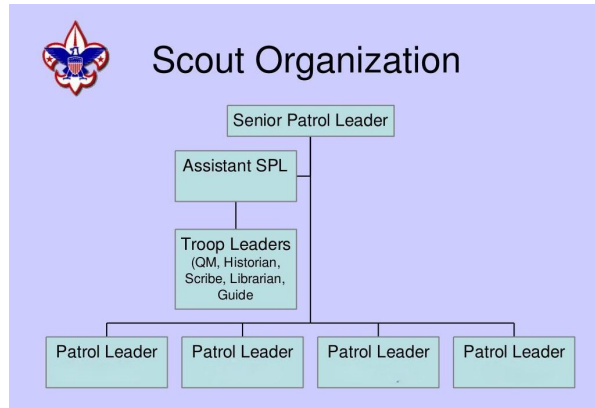 Scout Organization
Senior Patrol Leader
Assistant SPL
Troop Leaders
(QM, Historian,
Scribe, Librarian,
Guide
Patrol Leader
Patrol Leader
Patrol Leader
Patrol Leader